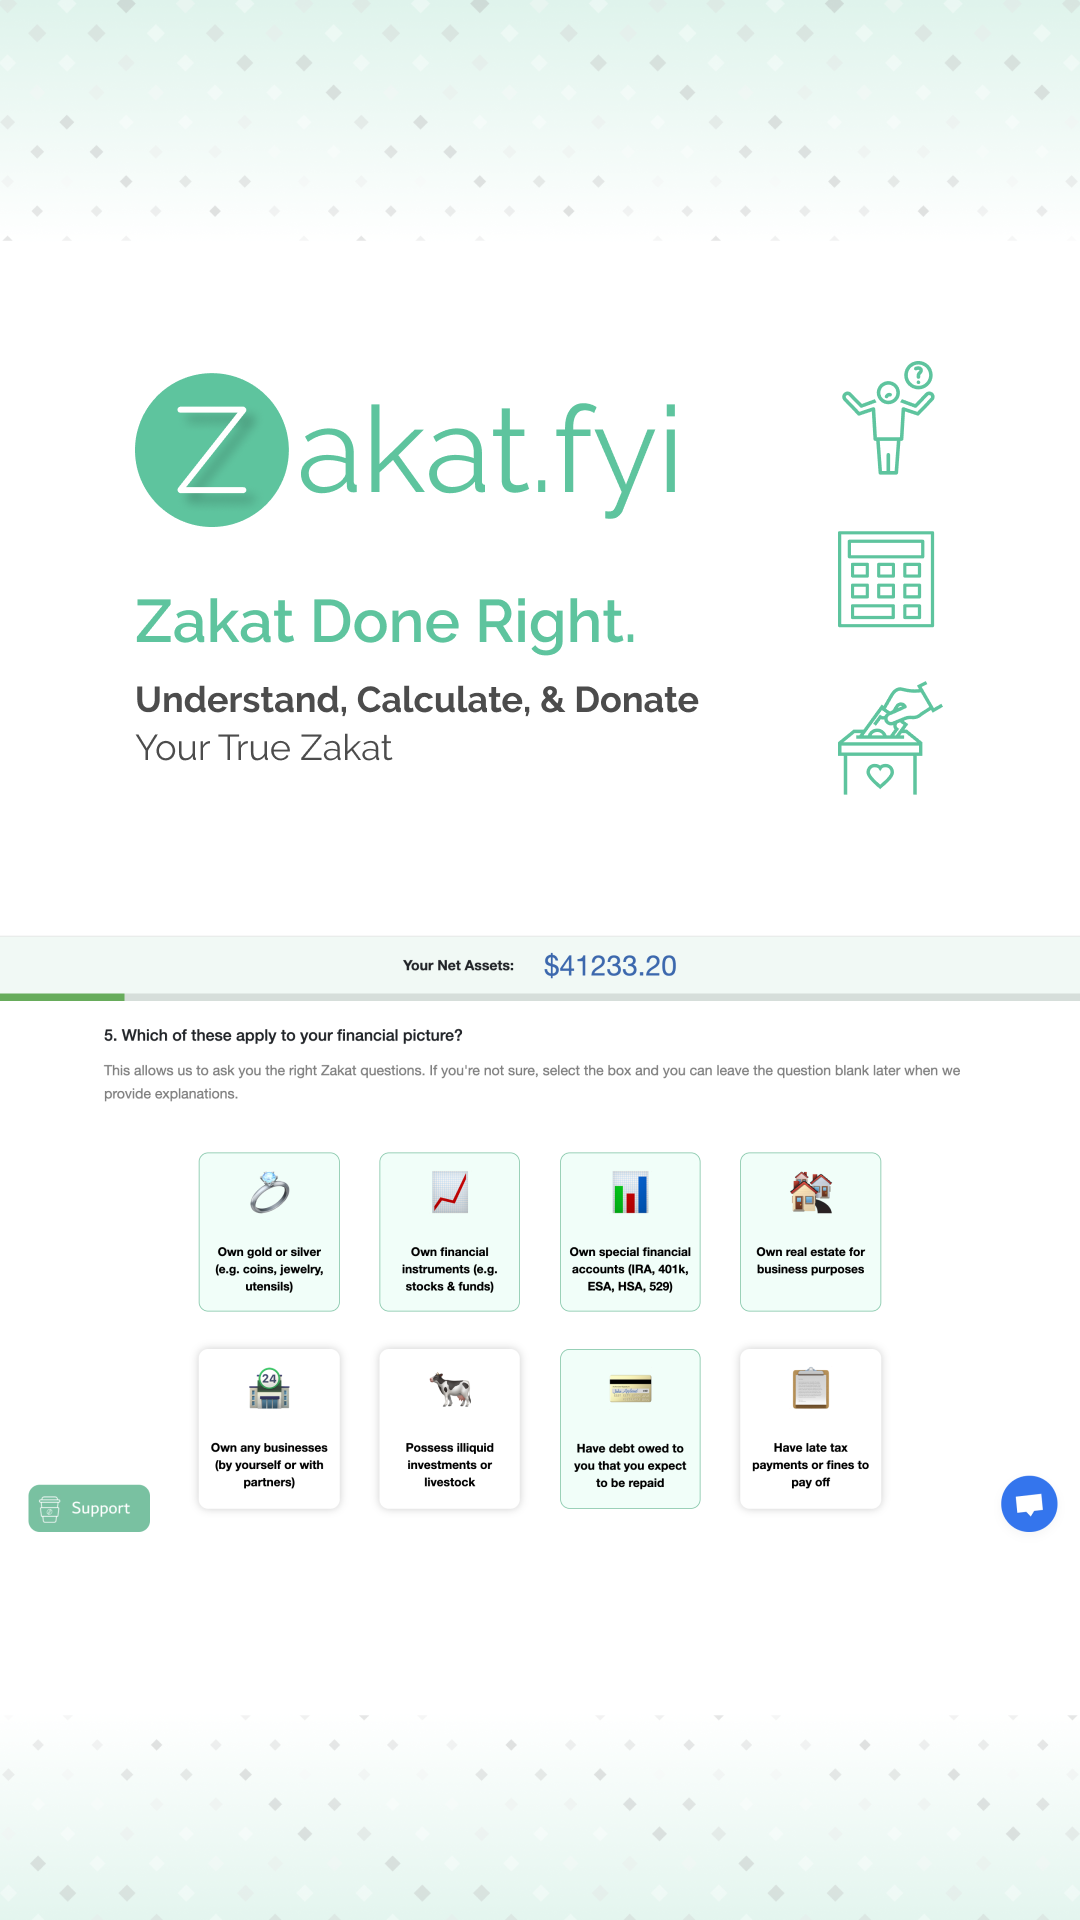 Zakat.fyi
Zakat Done Right.
Understand, Calculate, & Donate
Your True Zakat
Your Net Assets: $41233.20
5. Which of these apply to your financial picture?
This allows us to ask you the right Zakat questions. If you're not sure, select the box and you can leave the question blank later when we
provide explanations.
Own gold or silver
(e.g. coins, jewelry,
utensils)
Own financial
instruments (e.g.
stocks & funds)
Own special financial
accounts (IRA, 401k,
ESA, HSA, 529)
Own real estate for
business purposes
24
Own any businesses
(by yourself or with
partners)
Possess illiquid
investments or
livestock
Have debt owed to
you that you expect
to be repaid
Have late tax
payments or fines to
pay off
Support